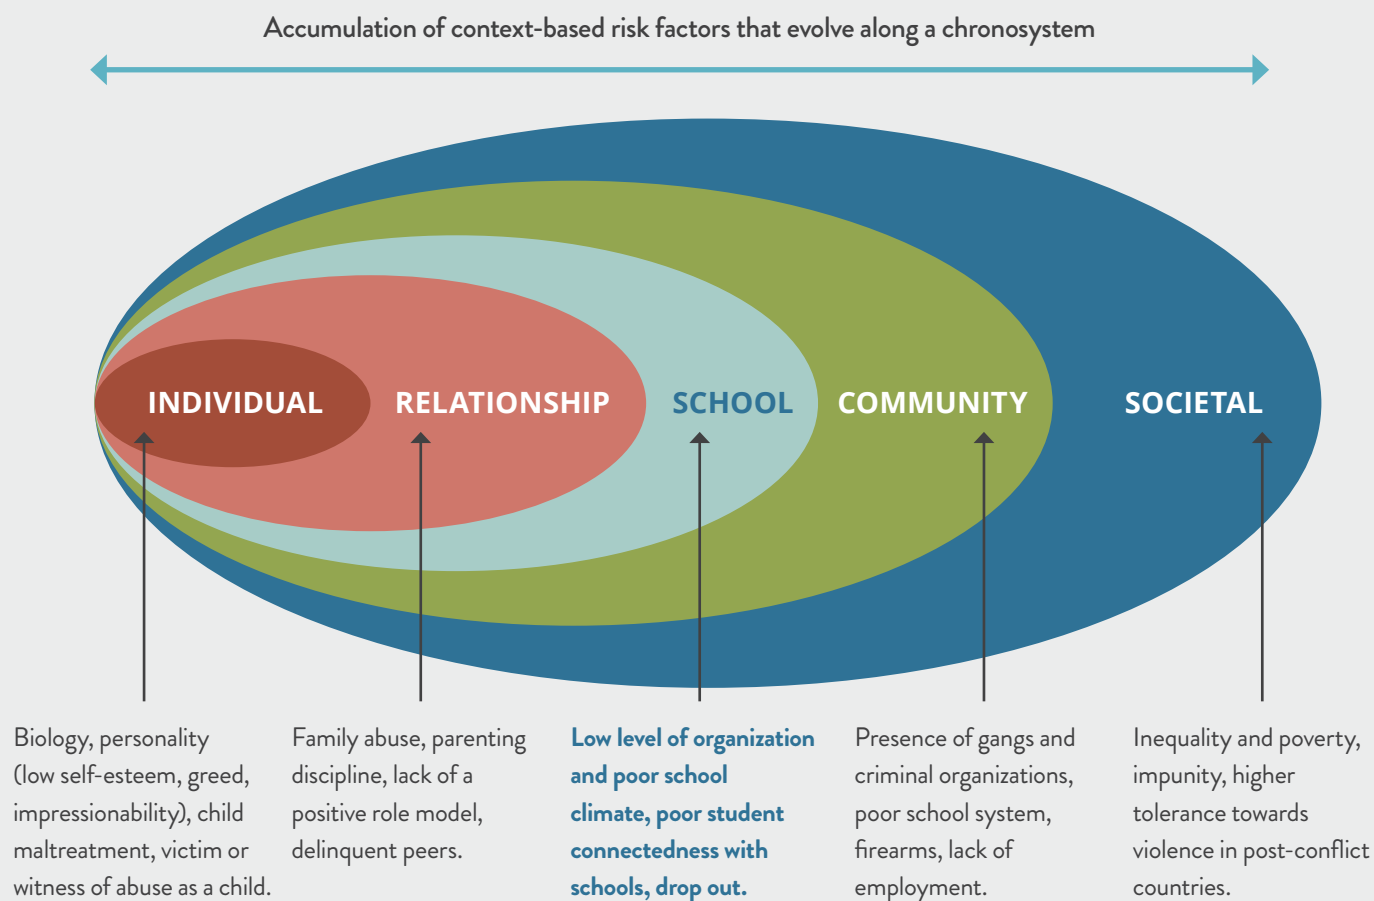 Accumulation of context-based risk factors that evolve along a chronosystem
INDIVIDUAL
RELATIONSHIP
SCHOOL
COMMUNITY
SOCIETAL
Biology, personality
(low self-esteem, greed,
impressionability), child
maltreatment, victim or
witness of abuse as a child.
Family abuse, parenting
discipline, lack of a
positive role model,
delinquent peers.
Low level of organization
and poor school
climate, poor student
connectedness with
schools, drop out.
Presence of gangs and
criminal organizations,
poor school system,
firearms, lack of
employment.
Inequality and poverty,
impunity, higher
tolerance towards
violence in post-conflict
countries.